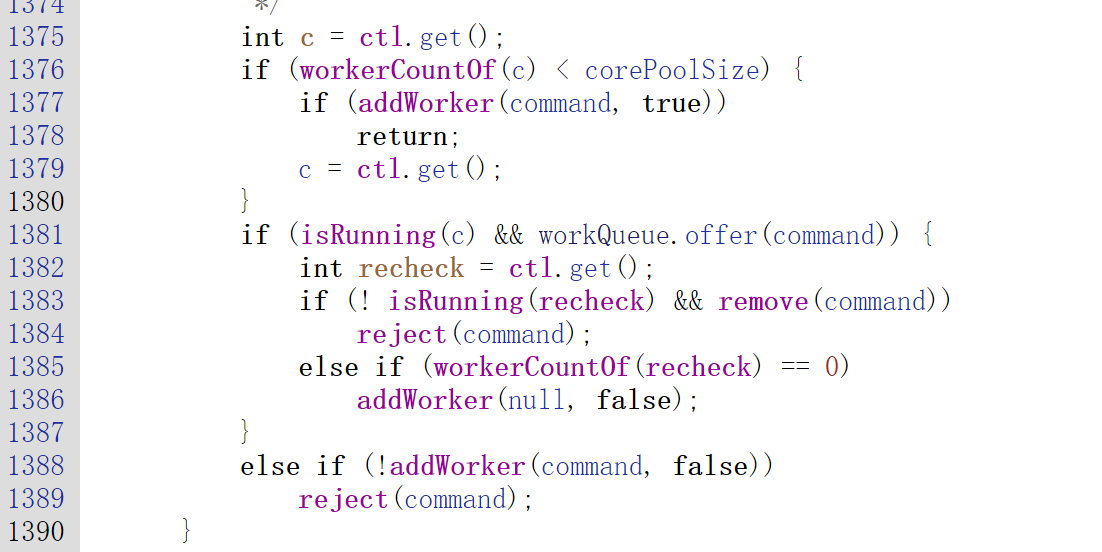 1374 */
1375 int c = ctl.get();
1376 if (workerCountOf(c) < corePoolSize) {
1377 if (addWorker(command, true))
1378 return;
1379 c = ctl.get();
1380 }
1381 if (isRunning(c) && workQueue.offer(command)) {
1382 int recheck = ctl.get();
1383 if (! isRunning(recheck) && remove(command))
1384 reject(command);
1385 else if (workerCountOf(recheck) == 0)
1386 addWorker(null, false);
1387 }
1388 else if (!addWorker(command, false))
1389 reject(command);
1390 }